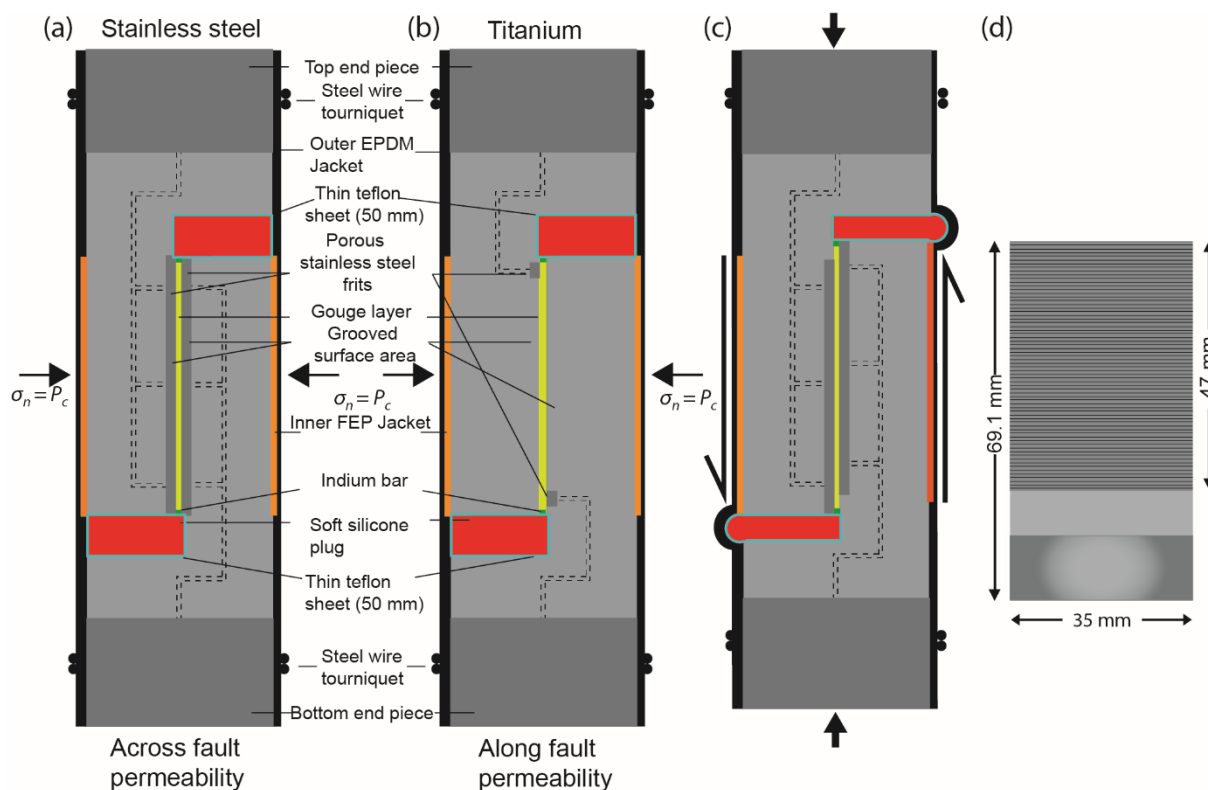 (a)
Stainless steel
(b)
Titanium
(c)
(d)
Top end piece
Steel wire
tourniquet
Outer EPDM
Jacket
Thin teflon
sheet (50 mm)
Porous
stainless steel
frits
Gouge layer
Grooved
surface area
σn = Pc
σn = Pc
σn = Pc
Inner FEP Jacket
Indium bar
Soft silicone
plug
Thin teflon
sheet (50 mm)
Steel wire
tourniquet
Bottom end piece
Across fault
permeability
Along fault
permeability
69.1 mm
47 mm
35 mm